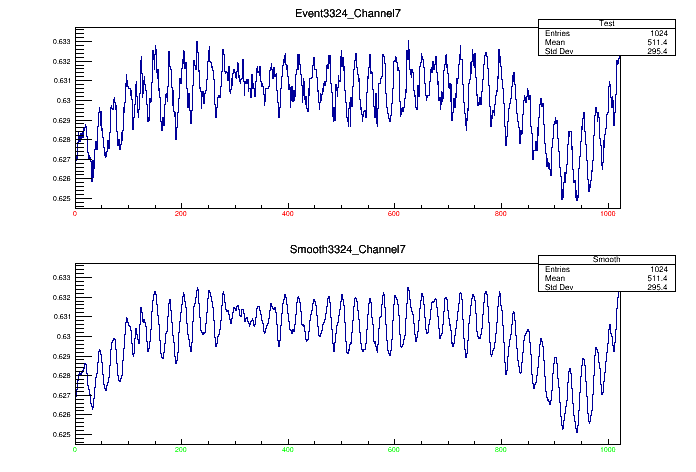 Event3324_Channel7
Test
Entries 1024
Mean 511.4
Std Dev 295.4
0.633
0.632
0.631
0.63
0.629
0.628
0.627
0.626
0.625
0 200 400 600 800 1000
Smooth3324_Channel7
Smooth
Entries 1024
Mean 511.4
Std Dev 295.4
0.633
0.632
0.631
0.63
0.629
0.628
0.627
0.626
0.625
0 200 400 600 800 1000